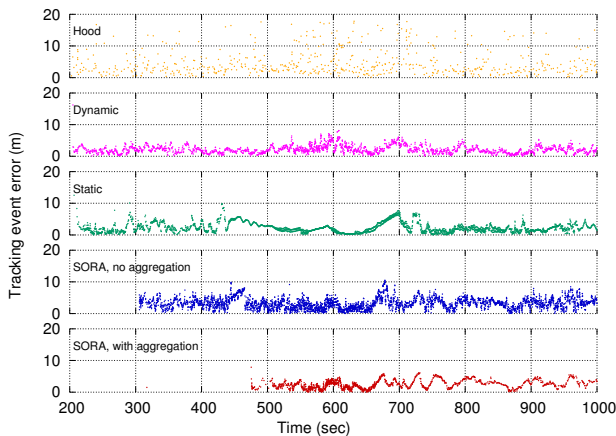 20
Hood
10
0
20
Dynamic
10
0
20
Static
10
0
20
SORA, no aggregation
10
0
20
SORA, with aggregation
10
0
200 300 400 500 600 700 800 900 1000
Time (sec)
Tracking event error (m)